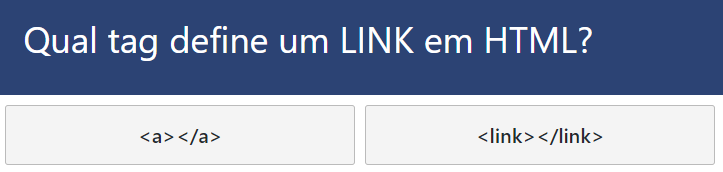 Qual tag define um LINK em HTML?
<a></a>
<link></link>